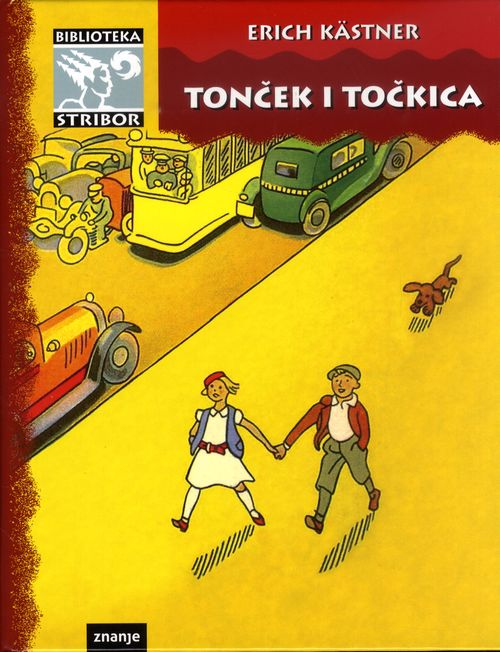 BIBLIOTEKA
STRIBOR
ERICH KÄSTNER
TONČEK I TOČKICA
znanje